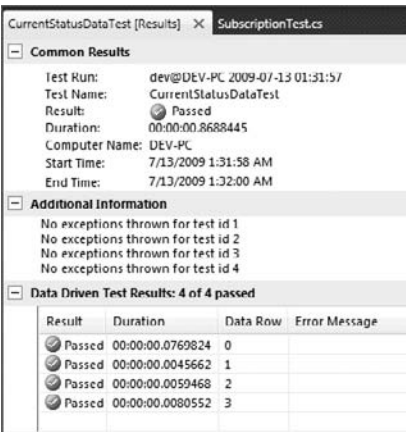 CurrentStatusDataTest [Results] SubscriptionTest.cs
Common Results
Test Run: dev@DEV-PC 2009-07-13 01:31:57
Test Name: CurrentStatusDataTest
Result: Passed
Duration: 00:00:00.8688445
Computer Name: DEV-PC
Start Time: 7/13/2009 1:31:58 AM
End Time: 7/13/2009 1:32:00 AM
Additional Information
No exceptions thrown for test id 1
No exceptions thrown for test id 2
No exceptions thrown for test id 3
No exceptions thrown for test id 4
Data Driven Test Results: 4 of 4 passed
Result Duration Data Row Error Message
Passed 00:00:00.0769824 0
Passed 00:00:00.0045662 1
Passed 00:00:00.0059468 2
Passed 00:00:00.0080552 3